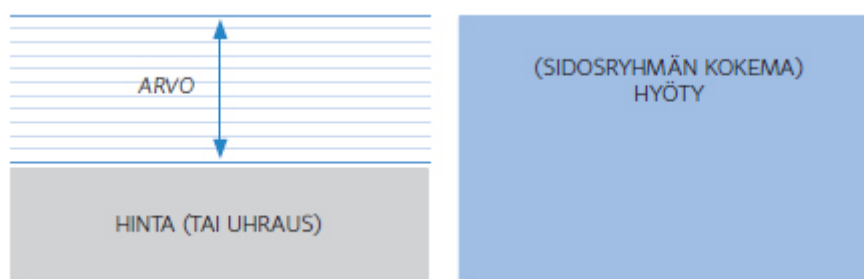 ARVO
HINTA (TAI UHRAUS)
(SIDOSRYHMÄN KOKEMA)
HYÖTY